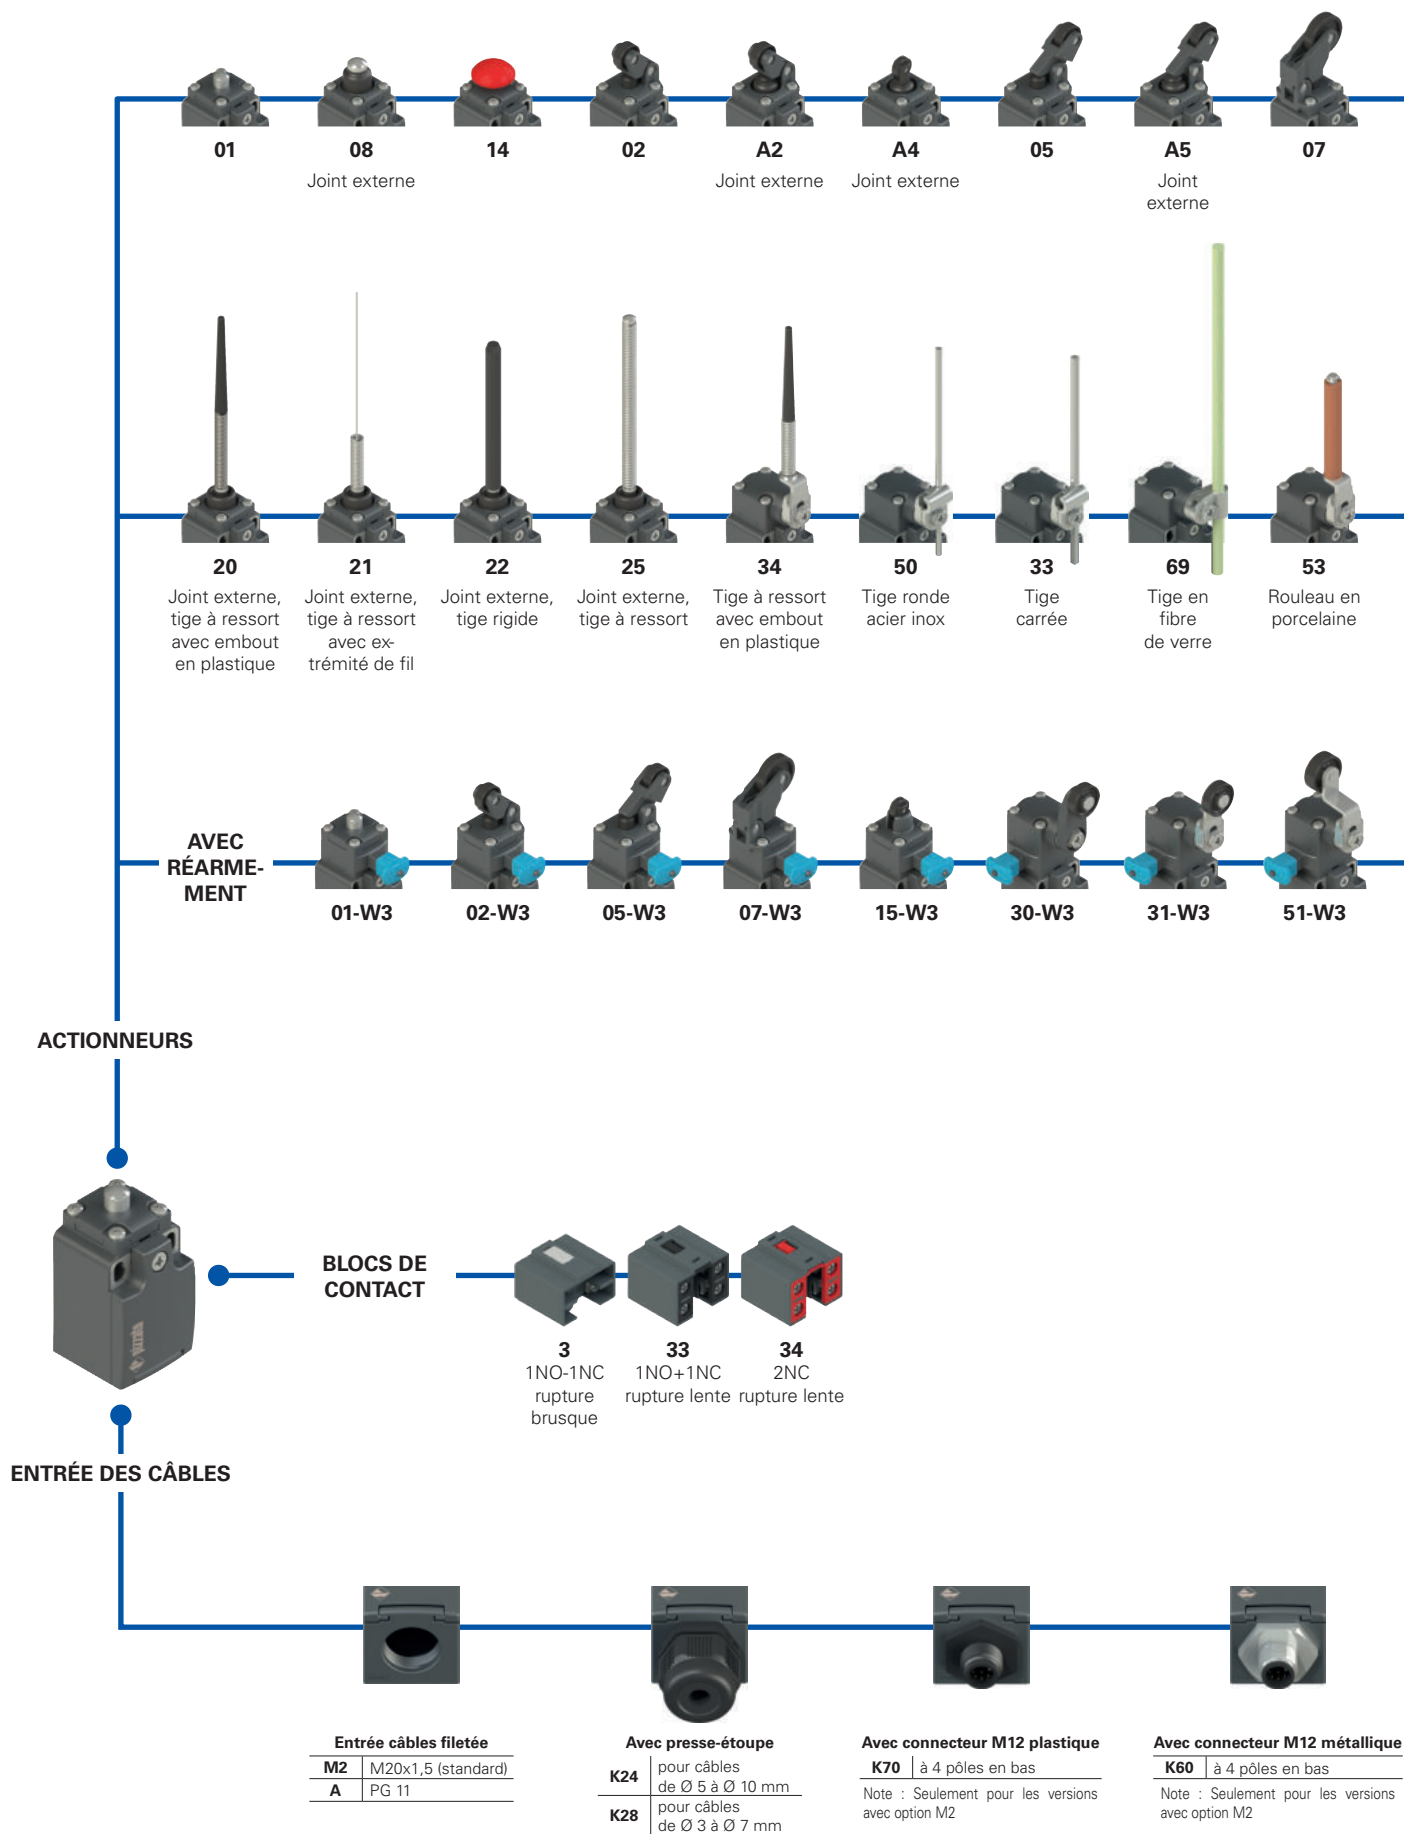 01
08
14
02
A2
A4
05
A5
07
Joint externe
Joint externe
Joint externe
Joint
externe
20
21
22
25
34
50
33
69
53
Joint externe,
tige à ressort
avec embout
en plastique
Joint externe,
tige à ressort
avec ex-
trémité de fil
Joint externe,
tige rigide
Joint externe,
tige à ressort
Tige à ressort
avec embout
en plastique
Tige ronde
acier inox
Tige
carrée
Tige en
fibre
de verre
Rouleau en
porcelaine
AVEC
RÉARME-
MENT
01-W3
02-W3
05-W3
07-W3
15-W3
30-W3
31-W3
51-W3
ACTIONNEURS
pizzato
BLOCS DE
CONTACT
3
1NO-1NC
rupture
brusque
33
1NO+1NC
rupture lente
34
2NC
rupture lente
ENTRÉE DES CÂBLES
Entrée câbles filetée
M2 M20x1,5 (standard)
A PG 11
Avec presse-étoupe
K24 pour câbles
de Ø 5 à Ø 10 mm
K28 pour câbles
de Ø 3 à Ø 7 mm
Avec connecteur M12 plastique
K70 à 4 pôles en bas
Note : Seulement pour les versions
avec option M2
Avec connecteur M12 métallique
K60 à 4 pôles en bas
Note : Seulement pour les versions
avec option M2